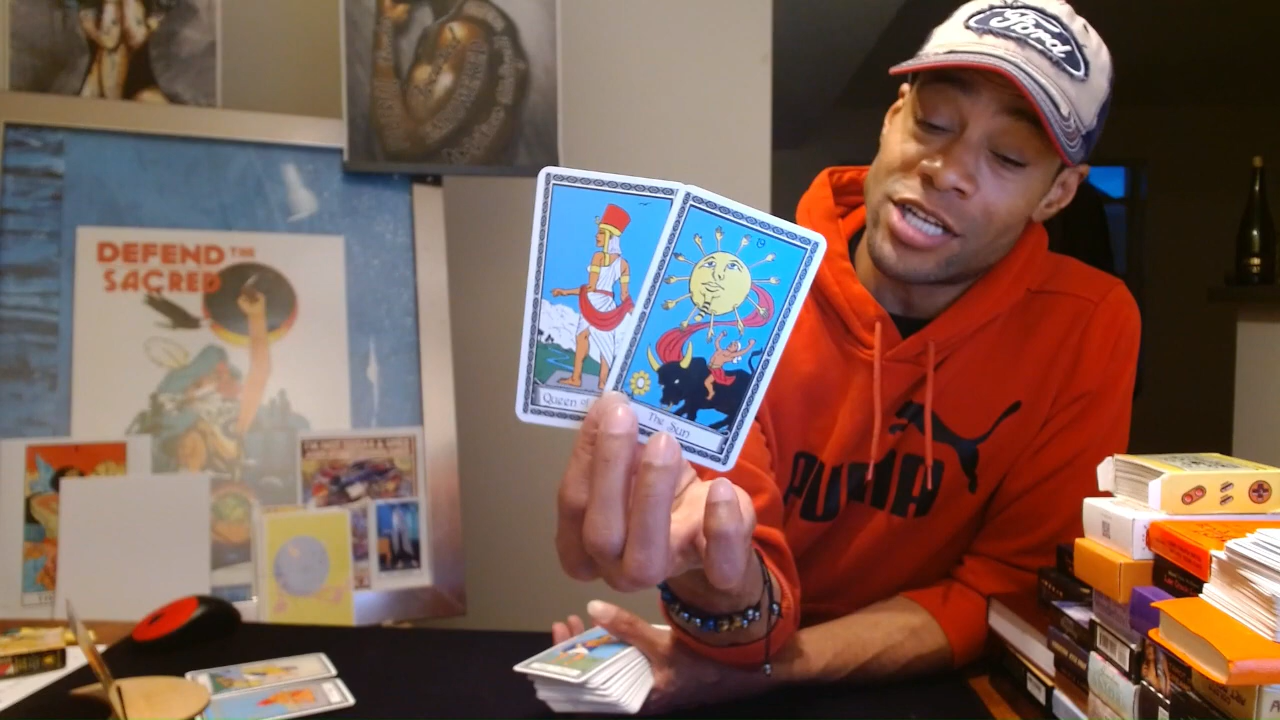 DEFEND THE
SACRED
Ford
Queen of
The Sun
PUMA